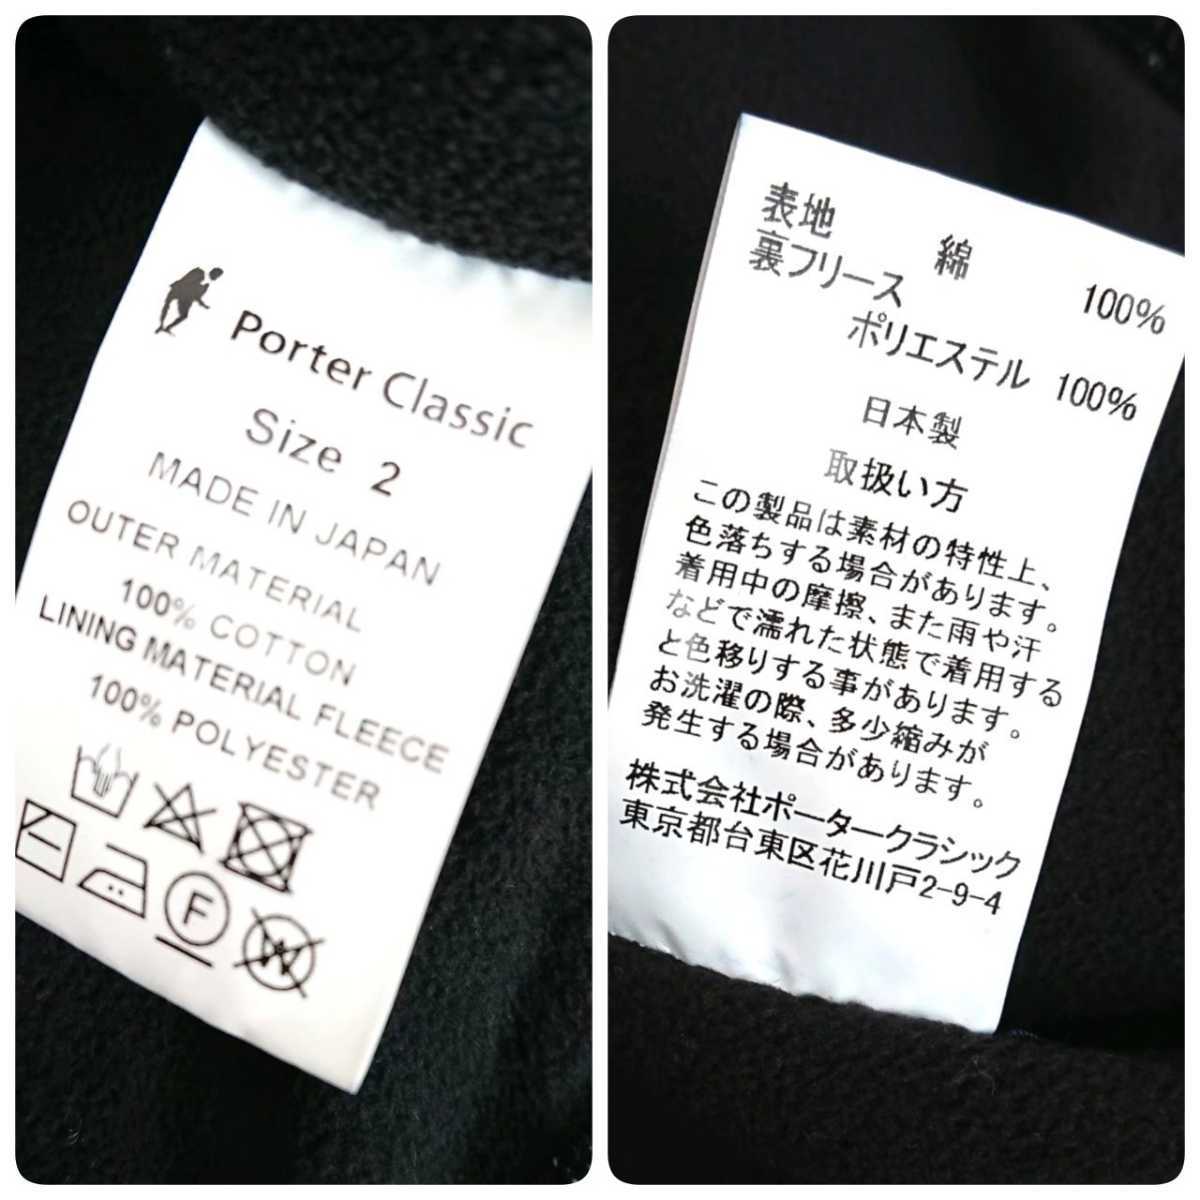 Porter Classic
Size 2
MADE IN JAPAN
OUTER MATERIAL
100% COTTON
LINING MATERIAL FLEECE
100% POLYESTER
F
W
表地 綿 100%
裏フリース
ポリエステル 100%
日本製
取扱い方
この製品は素材の特性上、
色落ちする場合があります。
着用中の摩擦、また雨や汗
などで濡れた状態で着用する
と色移りする事があります。
お洗濯の際、多少縮みが
発生する場合があります。
株式会社ポータークラシック
東京都台東区花川戸2-9-4